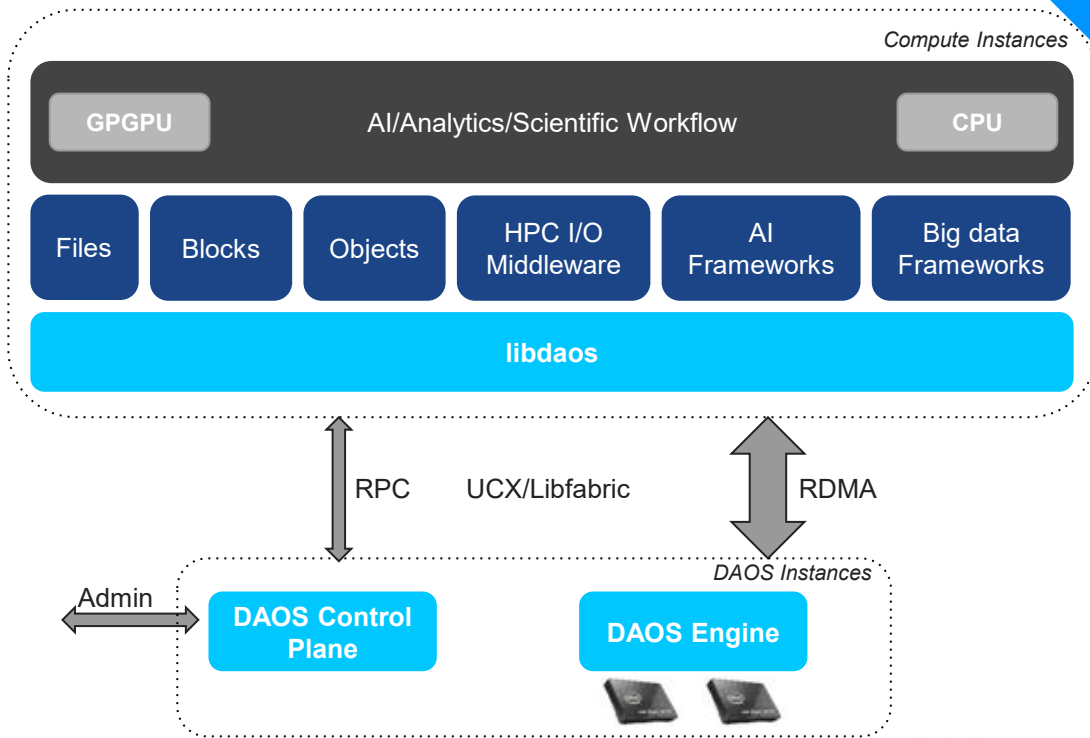 Compute Instances
GPGPU
AI/Analytics/Scientific Workflow
CPU
Files
Blocks
Objects
HPC I/O
Middleware
AI
Frameworks
Big data
Frameworks
libdaos
RPC
UCX/Libfabric
RDMA
DAOS Instances
Admin
DAOS Control
Plane
DAOS Engine